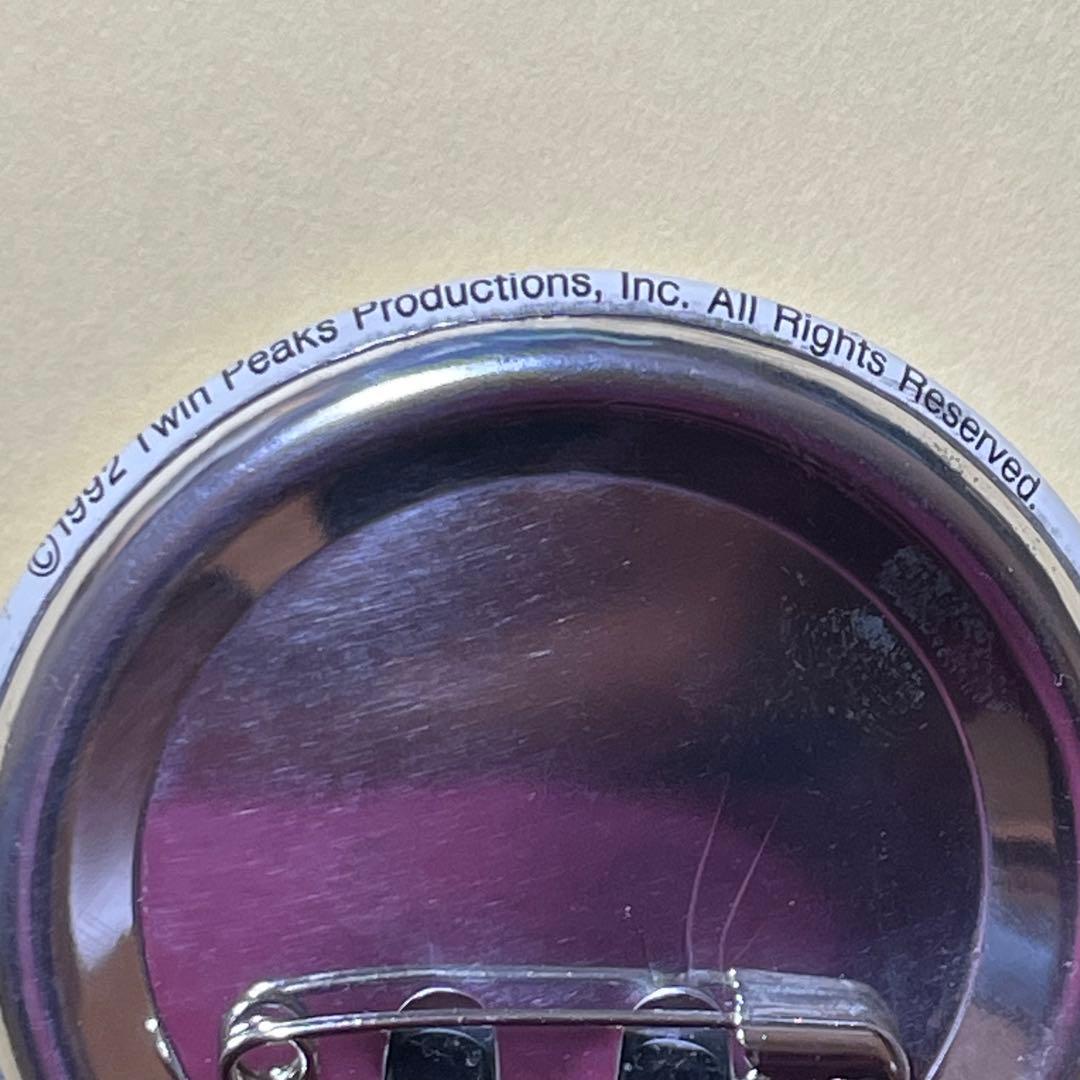 ©1992 Twin Peaks Productions, Inc. All Rights Reserved.